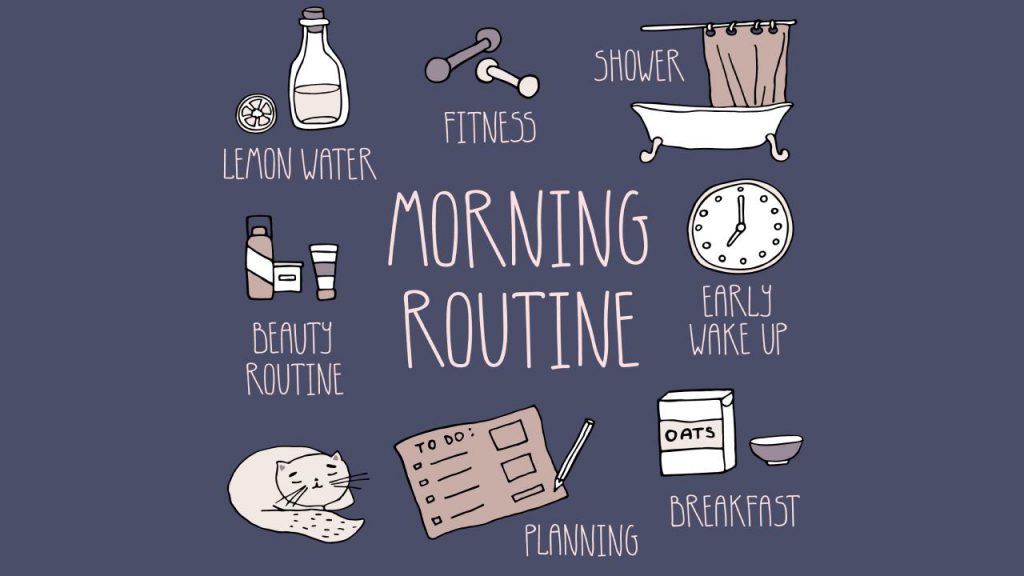 SHOWER
FITNESS
LEMON WATER
MORNING
ROUTINE
EARLY
WAKE UP
BEAUTY
ROUTINE
TO DO:
OATS
BREAKFAST
PLANNING